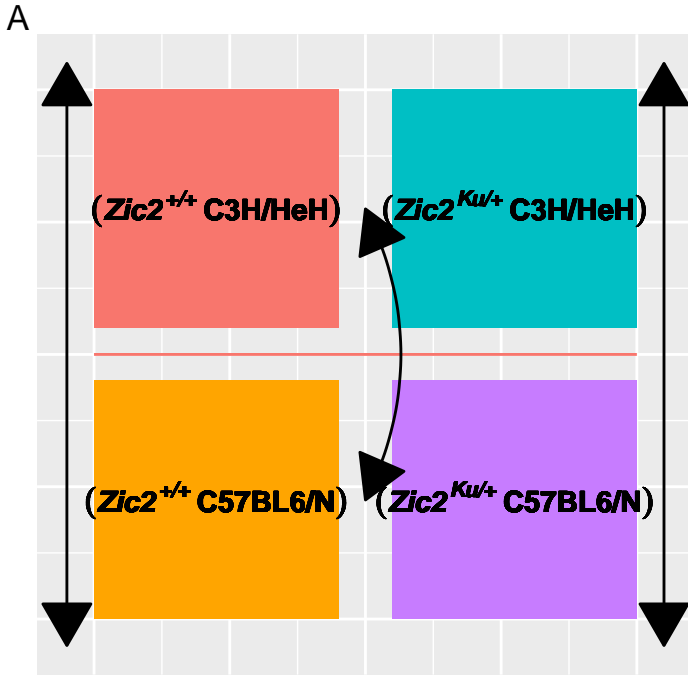 A
(Zic2+/+ C3H/HeH) (Zic2Ku/+ C3H/HeH)
(Zic2+/+ C57BL6/N) (Zic2Ku/+ C57BL6/N)